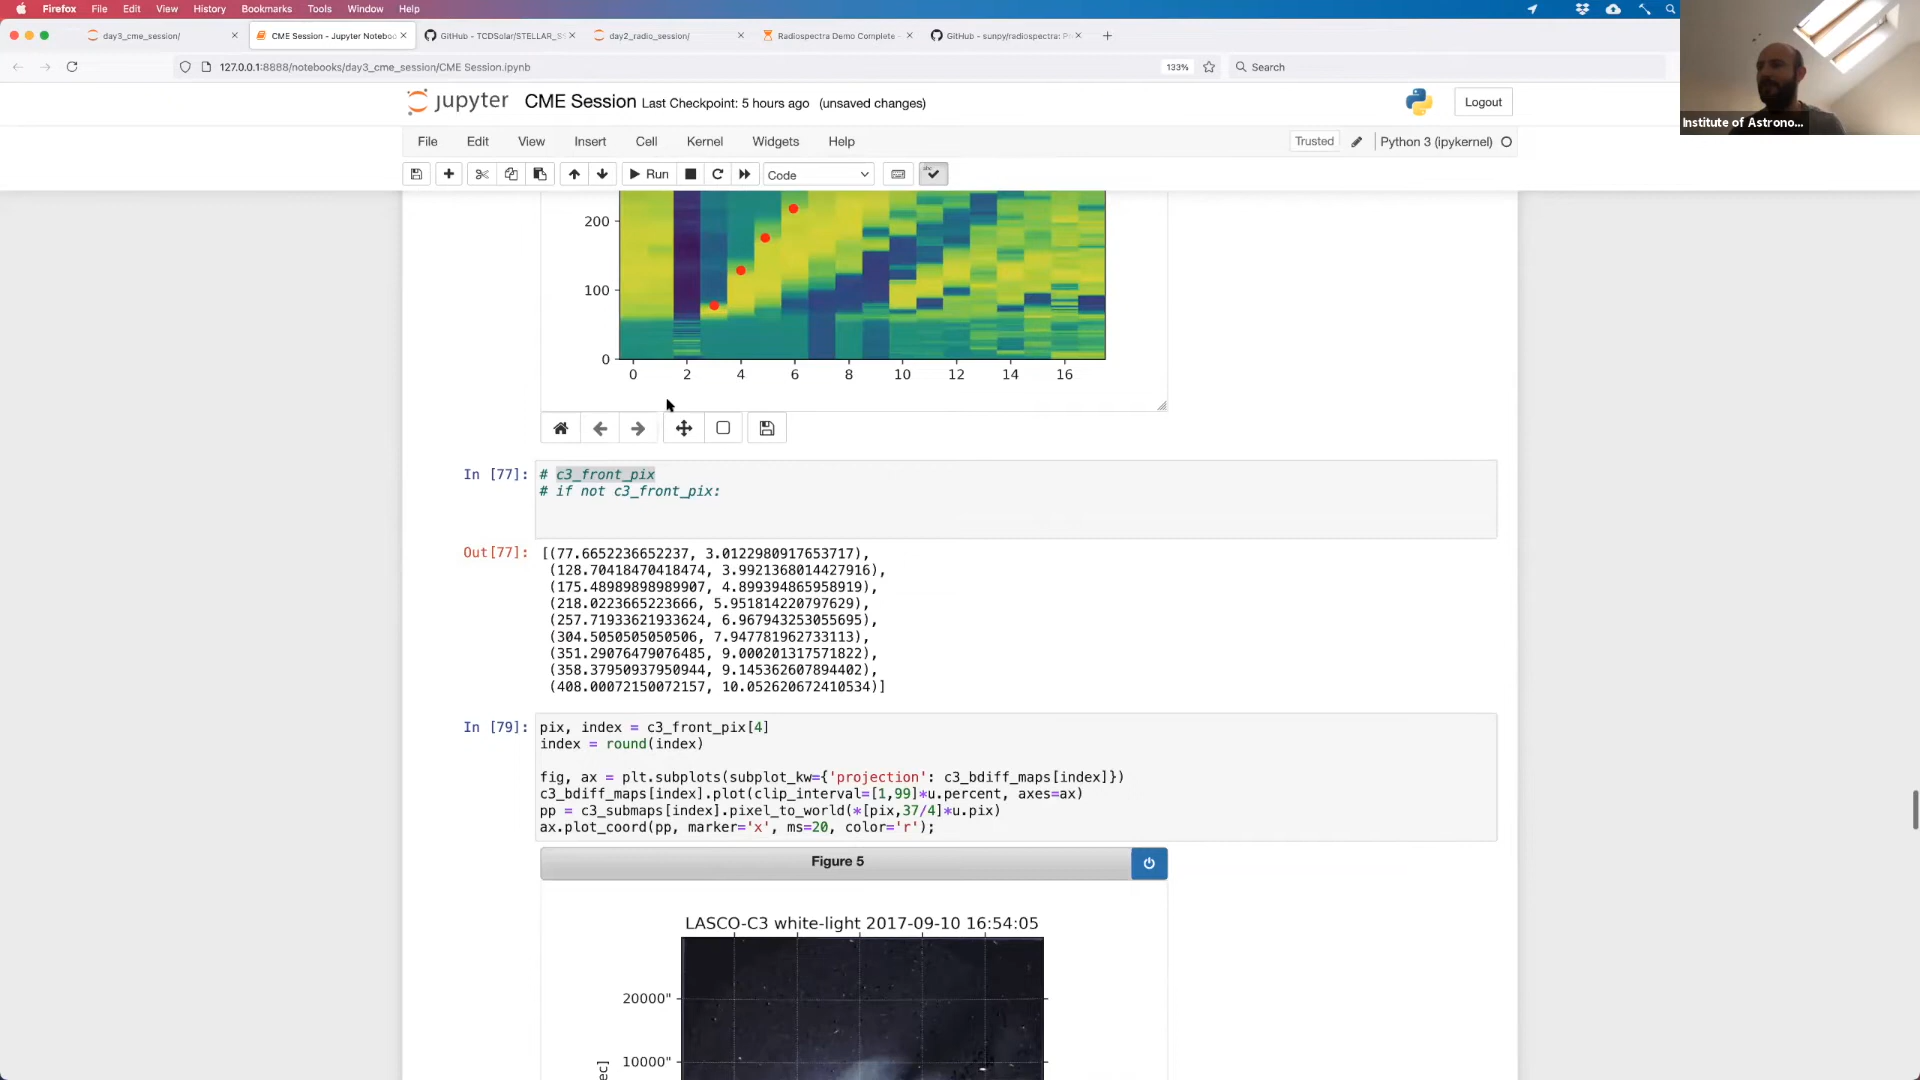 Firefox File Edit View History Bookmarks Tools Window Help
day3_cme_session/
CME Session - Jupyter Noteboo
GitHub - TCDSolar/STELLAR_S
day2_radio_session/
Radiospectra Demo Complete -
GitHub - sunpy/radiospectra: P
127.0.0.1:8888/notebooks/day3_cme_session/CME Session.ipynb
133%
Search
Institute of Astrono...
jupyter CME Session Last Checkpoint: 5 hours ago (unsaved changes)
Logout
File Edit View Insert Cell Kernel Widgets Help
Trusted
Python 3 (ipykernel)
Run
Code
200
100
0
0 2 4 6 8 10 12 14 16
In [77]: # c3_front_pix
# if not c3_front_pix:
Out[77]: [(77.6652236652237, 3.0122980917653717),
(128.70418470418474, 3.9921368014427916),
(175.48989898989907, 4.899394865958919),
(218.0223665223666, 5.951814220797629),
(257.71933621933624, 6.967943253055695),
(304.5050505050506, 7.947781962733113),
(351.29076479076485, 9.000201317571822),
(358.37950937950944, 9.145362607894402),
(408.00072150072157, 10.052620672410534)]
In [79]: pix, index = c3_front_pix[4]
index = round(index)
fig, ax = plt.subplots(subplot_kw={'projection': c3_bdiff_maps[index]})
c3_bdiff_maps[index].plot(clip_interval=[1,99]*u.percent, axes=ax)
pp = c3_submaps[index].pixel_to_world(*[pix,37/4]*u.pix)
ax.plot_coord(pp, marker='x', ms=20, color='r');
Figure 5
LASCO-C3 white-light 2017-09-10 16:54:05
20000"
10000"
ec]